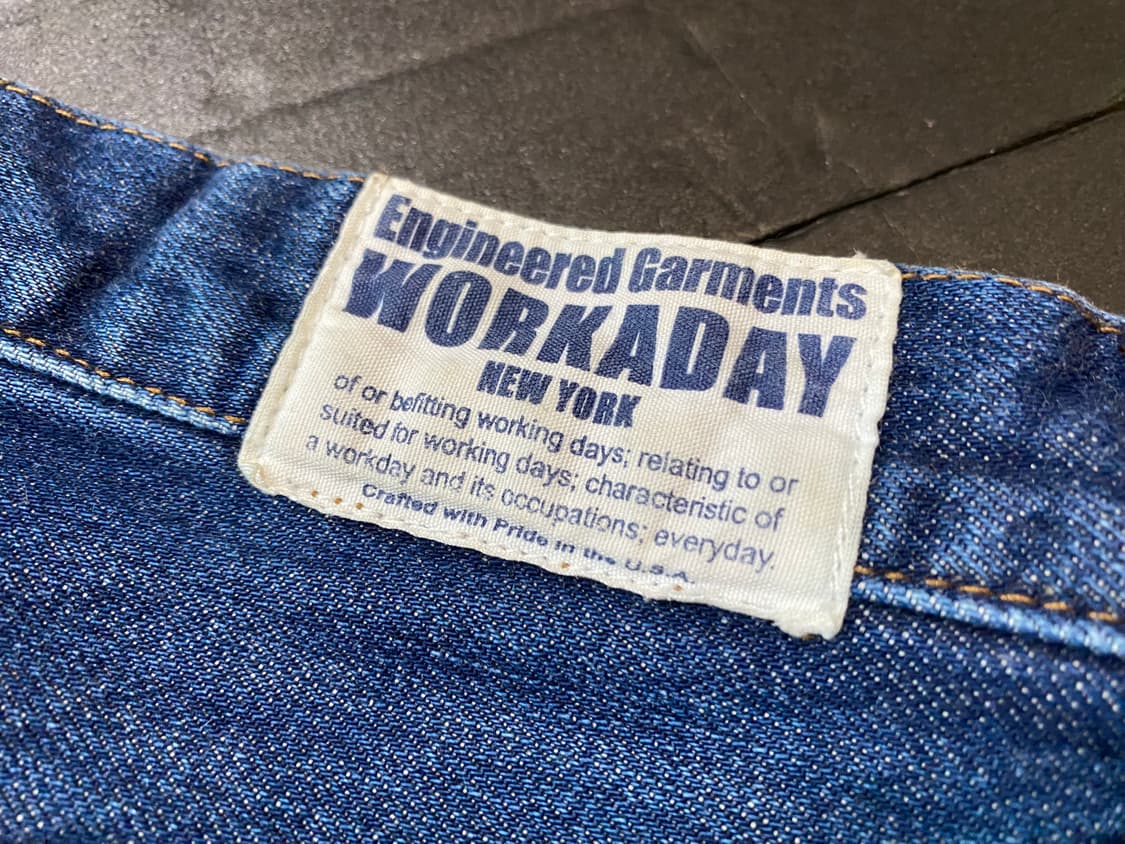 Engineered Garments
WORKADAY
NEW YORK
of or befitting working days; relating to or
suited for working days; characteristic of
a workday and its occupations; everyday.
Crafted with Pride in the U.S.A.